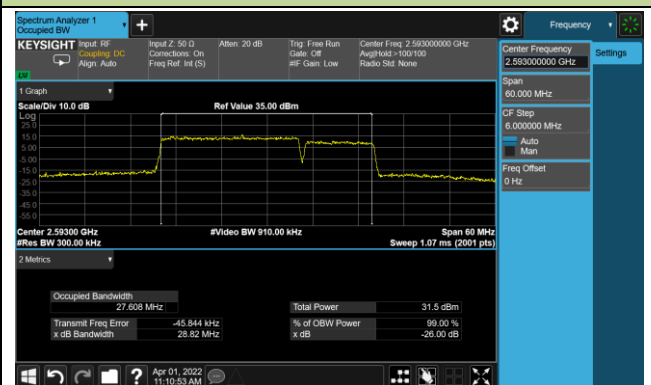 Spectrum Analyzer 1
Occupied BW
Frequency
KEYSIGHT
Input: RF
Coupling: DC
Align: Auto
Input Z: 50 Ω
Corrections: On
Freq Ref: Int (S)
Atten: 20 dB
Trig: Free Run
Gate: Off
#IF Gain: Low
Center Freq: 2.593000000 GHz
Avg|Hold:>100/100
Radio Std: None
LXI
Center Frequency
2.593000000 GHz
Settings
Span
60.000 MHz
CF Step
6.000000 MHz
Auto
Man
Freq Offset
0 Hz
1 Graph
Scale/Div 10.0 dB
Ref Value 35.00 dBm
Log
25.0
15.0
5.00
-5.00
-15.0
-25.0
-35.0
-45.0
-55.0
Center 2.59300 GHz
#Video BW 910.00 kHz
Span 60 MHz
#Res BW 300.00 kHz
Sweep 1.07 ms (2001 pts)
2 Metrics
Occupied Bandwidth
27.608 MHz
Total Power 31.5 dBm
Transmit Freq Error -45.844 kHz
% of OBW Power 99.00 %
x dB Bandwidth 28.82 MHz
x dB -26.00 dB
Apr 01, 2022
11:10:53 AM